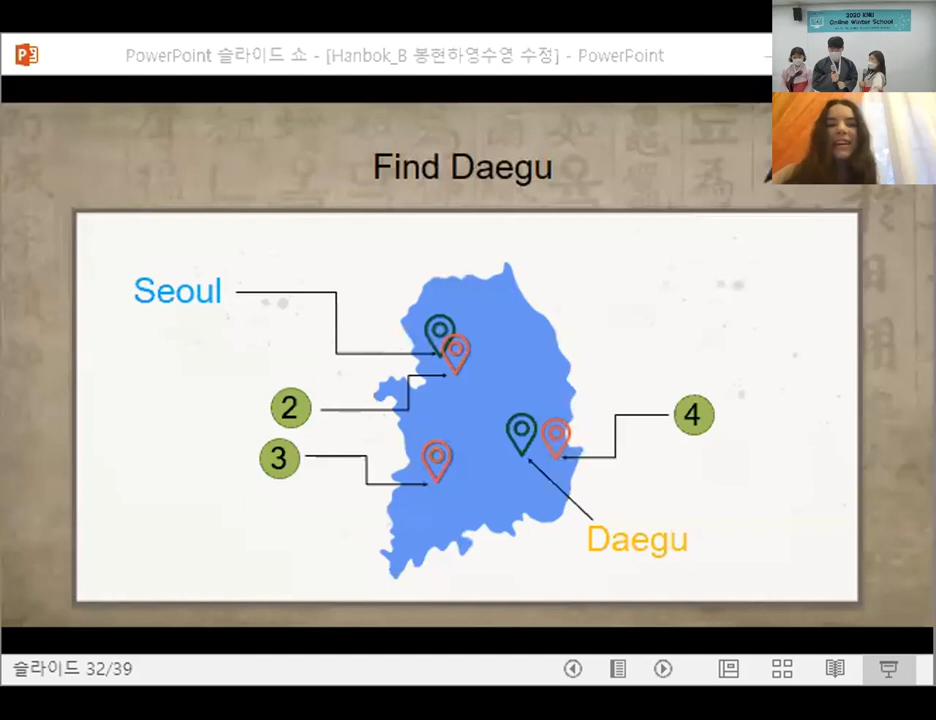 2020 KNU
Online Winter School
PowerPoint 슬라이드 쇼 - [Hanbok_B 봉현하영수영 수정] - PowerPoint
Find Daegu
Seoul
2
3
4
Daegu
슬라이드 32/39